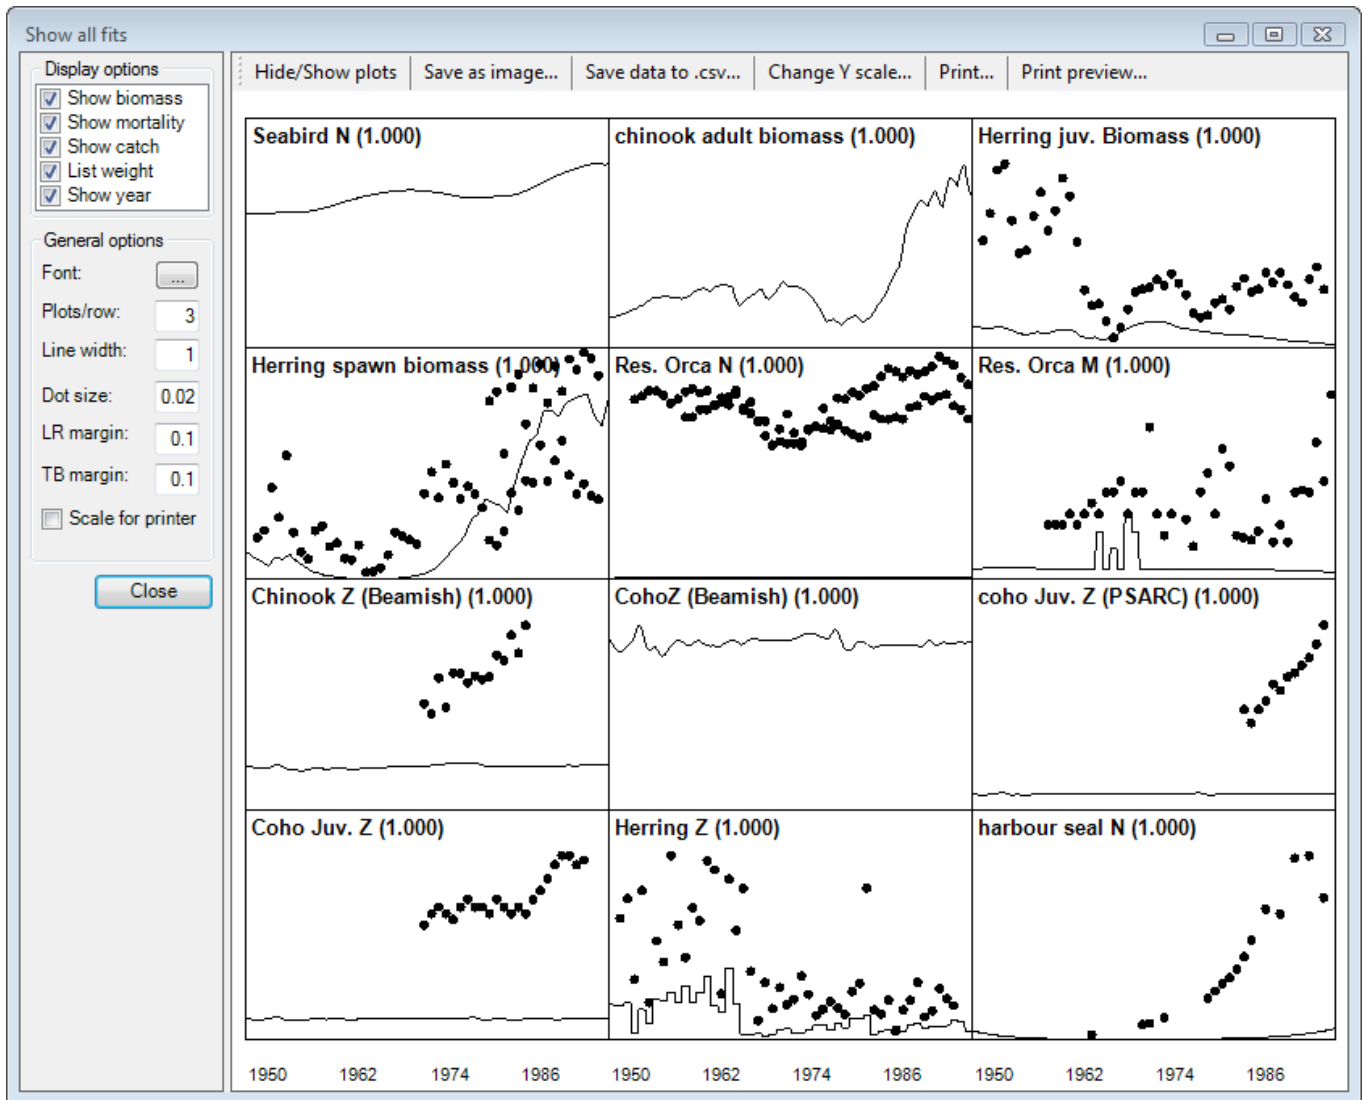 Show all fits
Display options
Show biomass
Show mortality
Show catch
List weight
Show year
General options
Font:
...
Plots/row:
3
Line width:
1
Dot size:
0.02
LR margin:
0.1
TB margin:
0.1
Scale for printer
Close
Hide/Show plots Save as image... Save data to .csv... Change Y scale... Print... Print preview...
Seabird N (1.000) chinook adult biomass (1.000) Herring juv. Biomass (1.000)
Herring spawn biomass (1.000) Res. Orca N (1.000) Res. Orca M (1.000)
Chinook Z (Beamish) (1.000) CohoZ (Beamish) (1.000) coho Juv. Z (PSARC) (1.000)
Coho Juv. Z (1.000) Herring Z (1.000) harbour seal N (1.000)
1950 1962 1974 1986 1950 1962 1974 1986 1950 1962 1974 1986